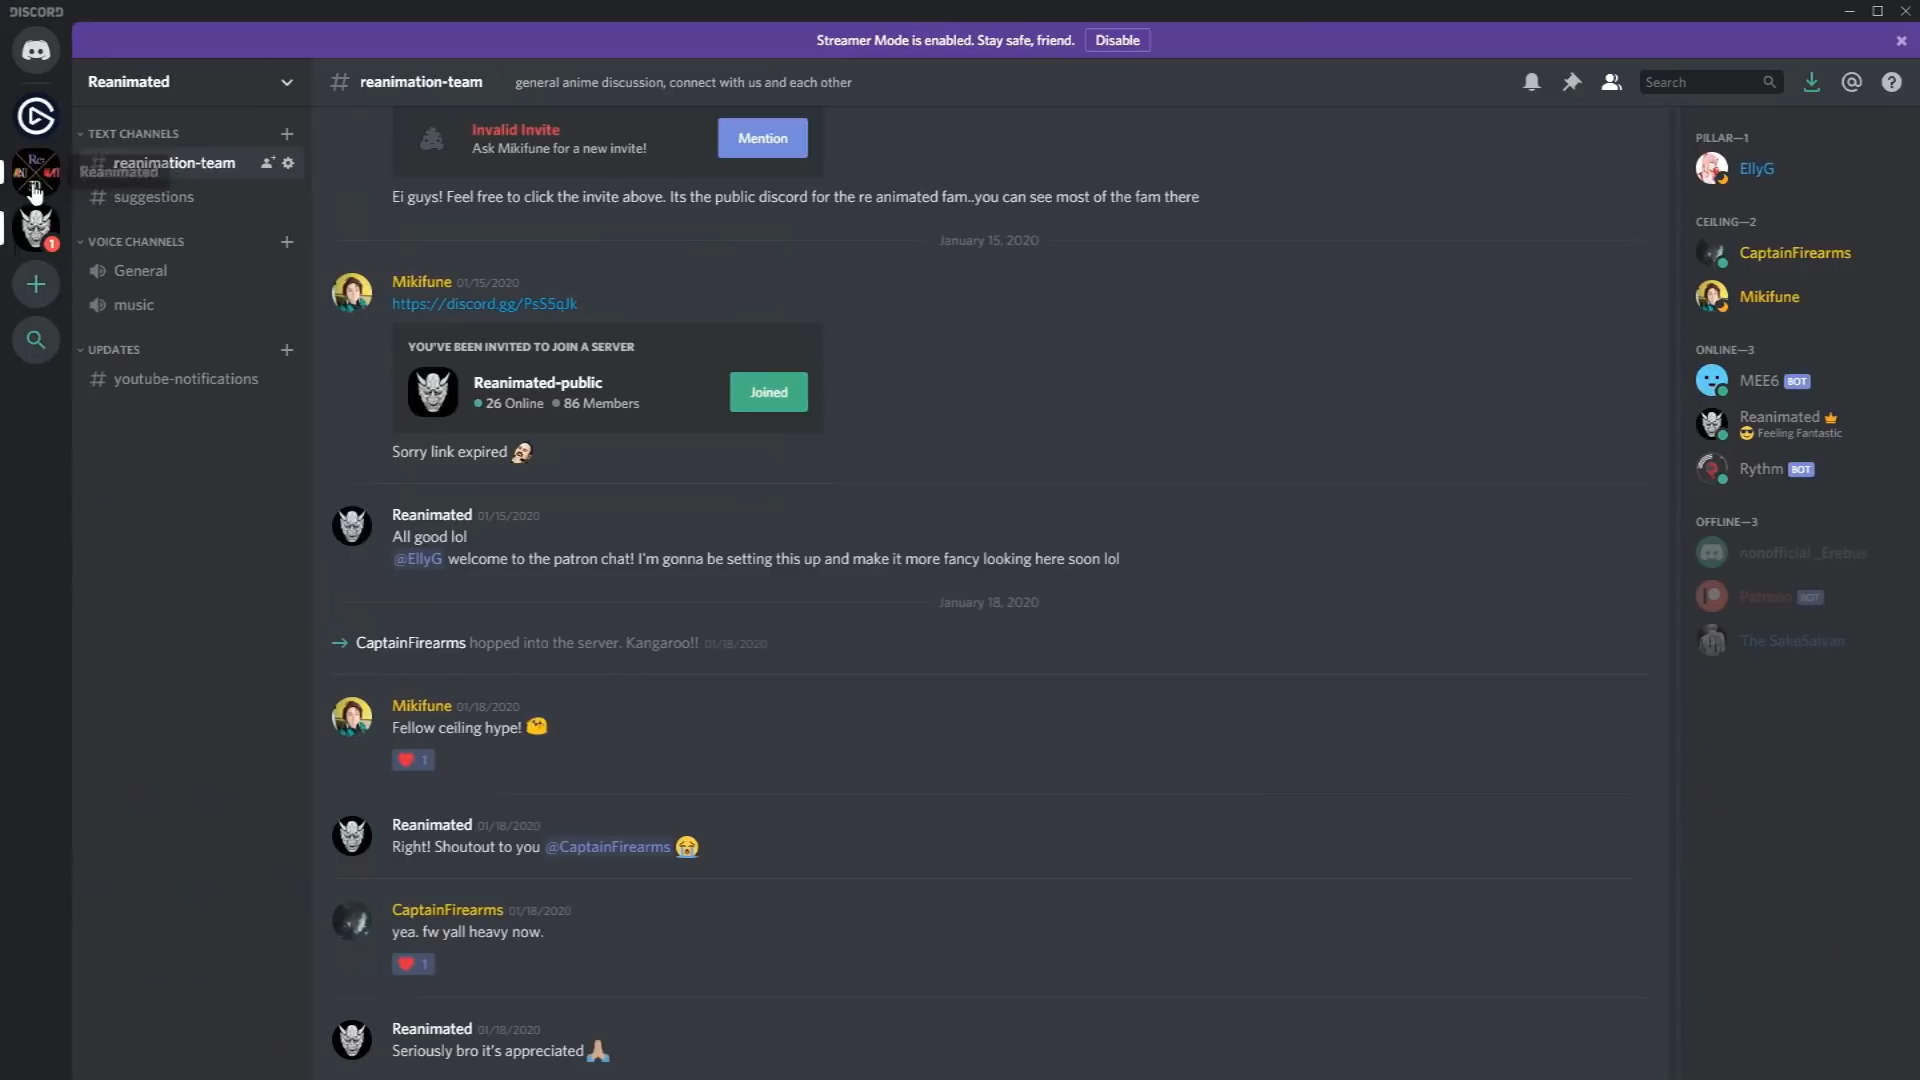 DISCORD
Streamer Mode is enabled. Stay safe, friend.
Disable
Reanimated
reanimation-team
general anime discussion, connect with us and each other
Search
TEXT CHANNELS
reanimation-team
Reanimated
suggestions
VOICE CHANNELS
General
music
UPDATES
youtube-notifications
1
Invalid Invite
Ask Mikifune for a new invite!
Mention
Ei guys! Feel free to click the invite above. Its the public discord for the re animated fam..you can see most of the fam there
January 15, 2020
Mikifune 01/15/2020
https://discord.gg/PsS5qJk
YOU'VE BEEN INVITED TO JOIN A SERVER
Reanimated-public
26 Online 86 Members
Joined
Sorry link expired
Reanimated 01/15/2020
All good lol
@EllyG welcome to the patron chat! I'm gonna be setting this up and make it more fancy looking here soon lol
January 18, 2020
CaptainFirearms hopped into the server. Kangaroo!! 01/18/2020
Mikifune 01/18/2020
Fellow ceiling hype!
1
Reanimated 01/18/2020
Right! Shoutout to you @CaptainFirearms
CaptainFirearms 01/18/2020
yea. fw yall heavy now.
1
Reanimated 01/18/2020
Seriously bro it's appreciated
PILLAR—1
EllyG
CEILING—2
CaptainFirearms
Mikifune
ONLINE—3
MEE6 BOT
Reanimated
Feeling Fantastic
Rythm BOT
OFFLINE—3
nonofficial_Erebus
Patreon BOT
The SakeSaiyan